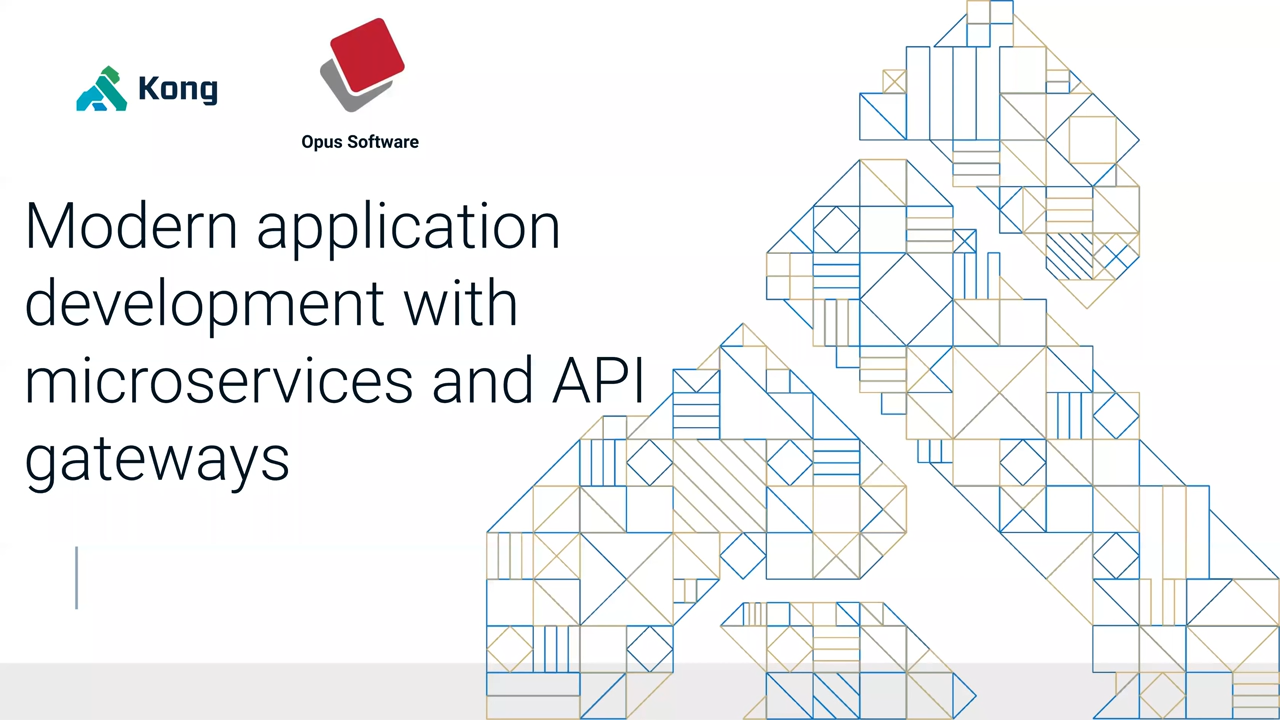 Kong
Opus Software
Modern application
development with
microservices and API
gateways